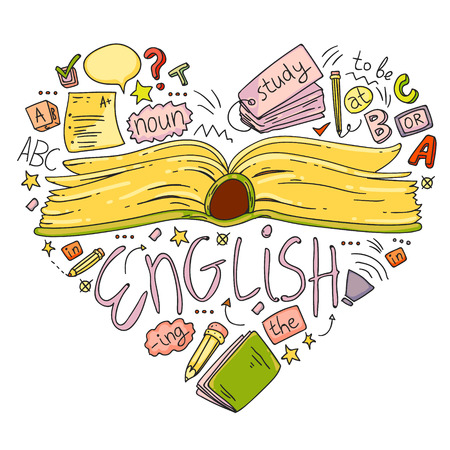 ? T
A+
A
noun
ABC
study
to be
at
C
B
OR
A
in
ENGLISH
in
-ing
the